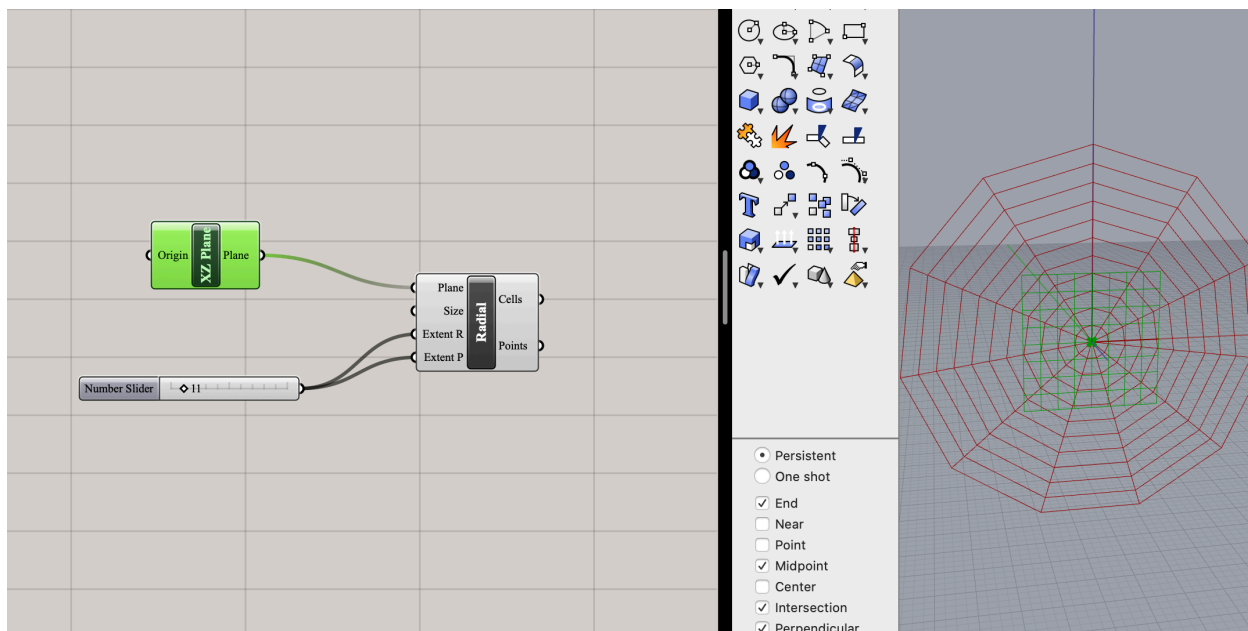 Origin
XZ Plane
Plane
Plane
Size
Extent R
Extent P
Radial
Cells
Points
Number Slider
11
Persistent
One shot
End
Near
Point
Midpoint
Center
Intersection
Perpendicular